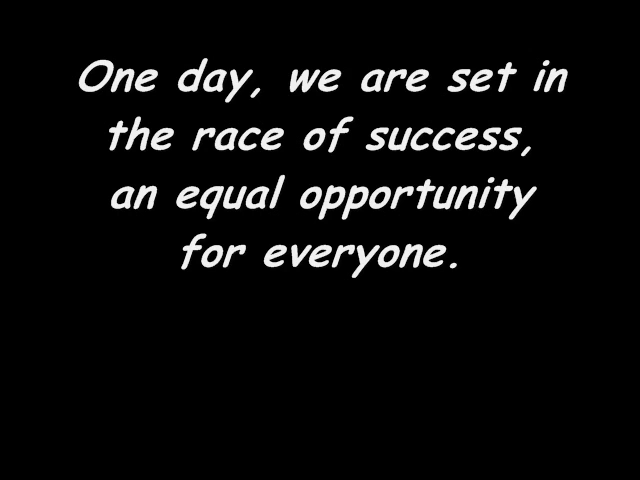 One day, we are set in
the race of success,
an equal opportunity
for everyone.